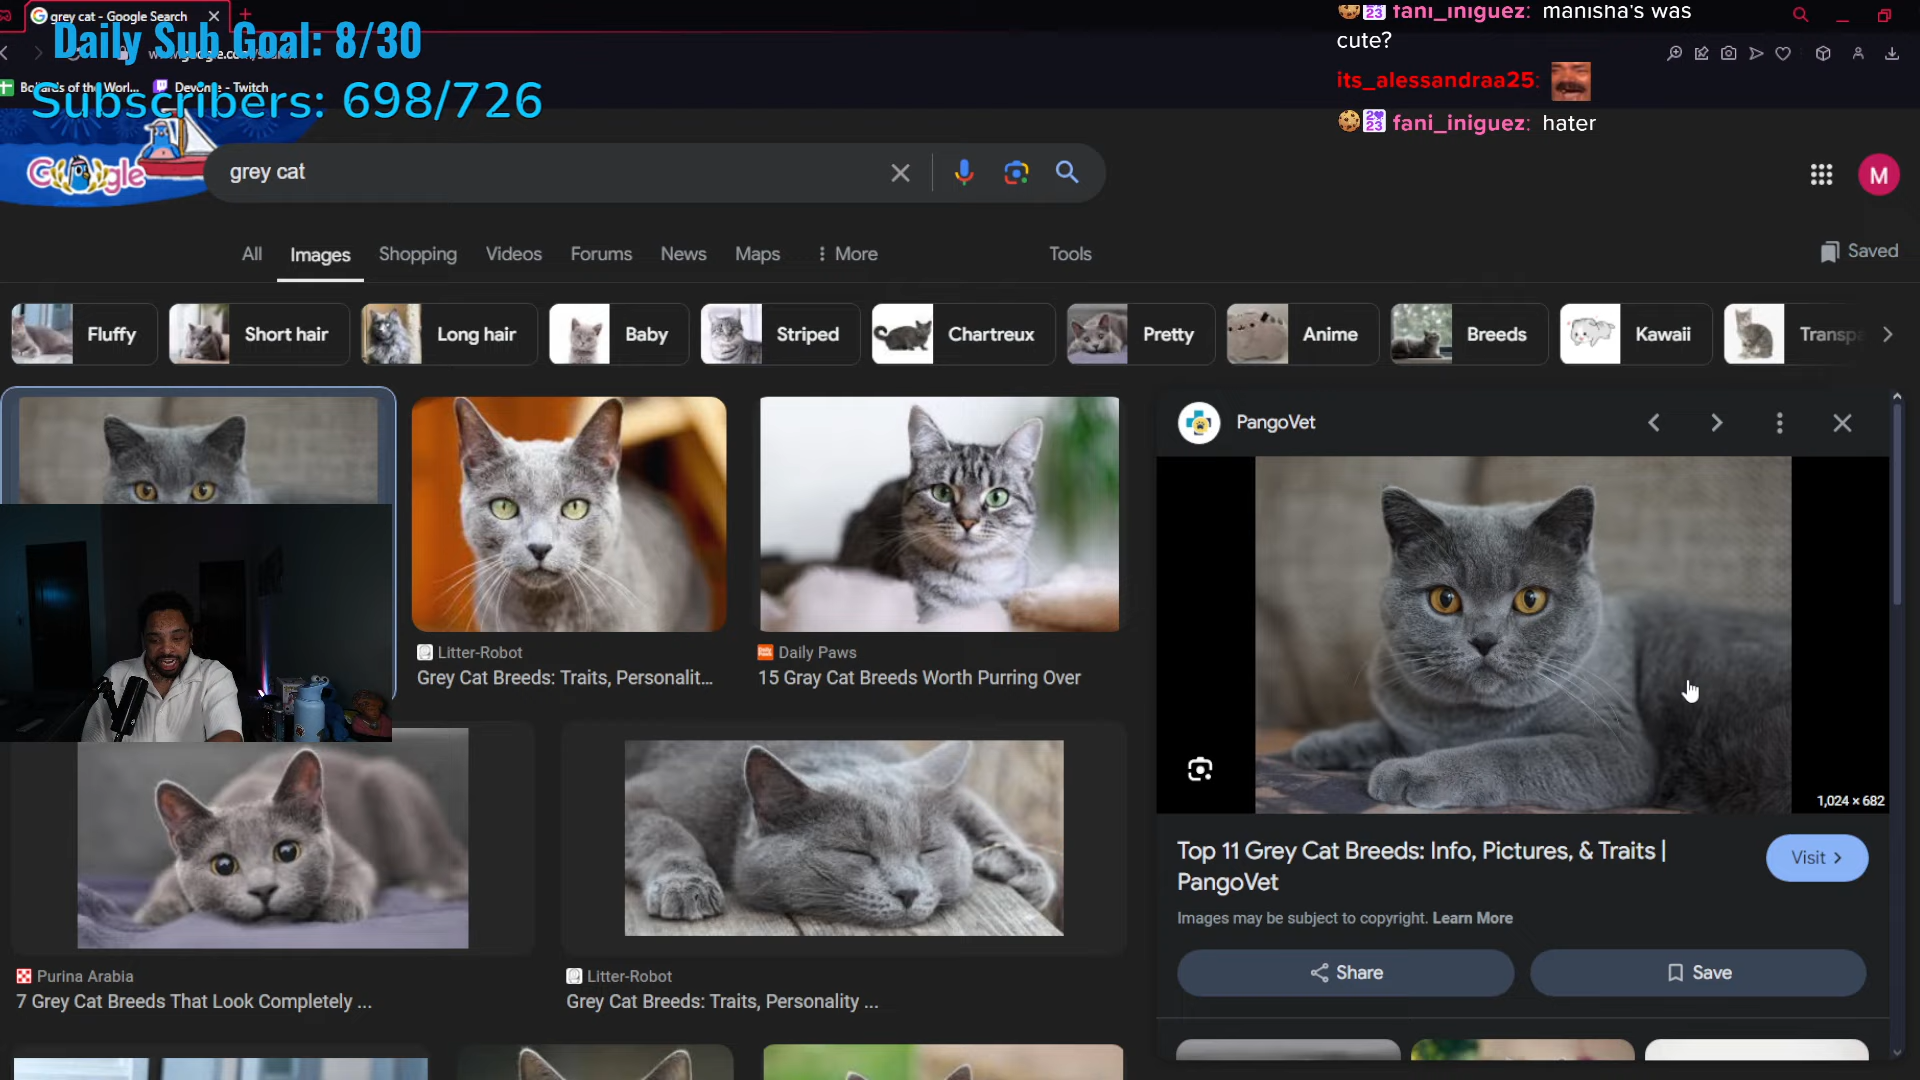 grey cat - Google Search
Daily Sub Goal: 8/30
Subscribers: 698/726
Devo - Twitch
fani_iniguez: manisha's was
cute?
its_alessandraa25:
fani_iniguez: hater
Google
grey cat
M
All Images Shopping Videos Forums News Maps More Tools
Saved
Fluffy Short hair Long hair Baby Striped Chartreux Pretty Anime Breeds Kawaii
PangoVet
Litter-Robot
Grey Cat Breeds: Traits, Personalit...
Daily Paws
15 Gray Cat Breeds Worth Purring Over
1,024 × 682
Top 11 Grey Cat Breeds: Info, Pictures, & Traits |
PangoVet
Visit
Images may be subject to copyright. Learn More
Share Save
Purina Arabia
7 Grey Cat Breeds That Look Completely ...
Litter-Robot
Grey Cat Breeds: Traits, Personality ...